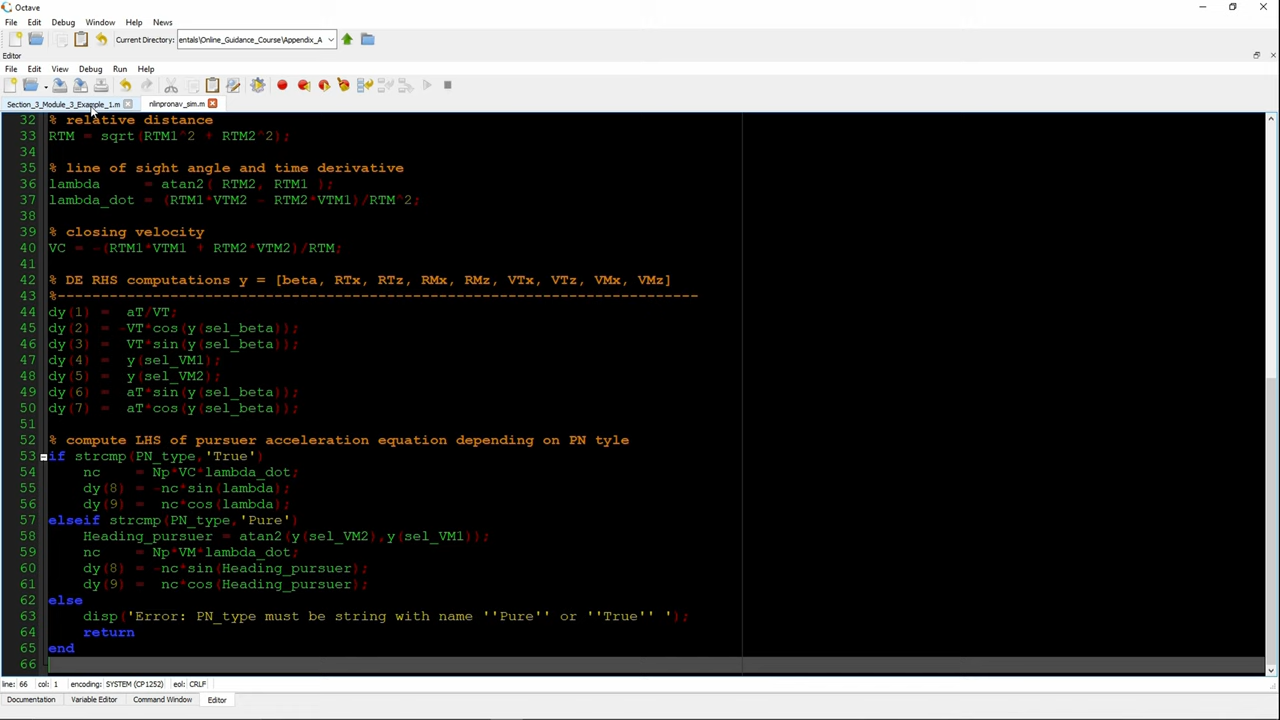 Octave
File Edit Debug Window Help News
Current Directory: entals\Online_Guidance_Course\Appendix_A
Editor
File Edit View Debug Run Help
Section_3_Module_3_Example_1.m nlinpronav_sim.m
32 % relative distance
33 RTM = sqrt(RTM1^2 + RTM2^2);
34
35 % line of sight angle and time derivative
36 lambda     = atan2( RTM2, RTM1 );
37 lambda_dot = (RTM1*VTM2 - RTM2*VTM1)/RTM^2;
38
39 % closing velocity
40 VC = -(RTM1*VTM1 + RTM2*VTM2)/RTM;
41
42 % DE RHS computations y = [beta, RTx, RTz, RMx, RMz, VTx, VTz, VMx, VMz]
43 %--------------------------------------------------------------------------
44 dy(1) =  aT/VT;
45 dy(2) = -VT*cos(y(sel_beta));
46 dy(3) =  VT*sin(y(sel_beta));
47 dy(4) =  y(sel_VM1);
48 dy(5) =  y(sel_VM2);
49 dy(6) =  aT*sin(y(sel_beta));
50 dy(7) =  aT*cos(y(sel_beta));
51
52 % compute LHS of pursuer acceleration equation depending on PN tyle
53 if strcmp(PN_type,'True')
54     nc    = Np*VC*lambda_dot;
55     dy(8) = -nc*sin(lambda);
56     dy(9) =  nc*cos(lambda);
57 elseif strcmp(PN_type,'Pure')
58     Heading_pursuer = atan2(y(sel_VM2),y(sel_VM1));
59     nc    = Np*VM*lambda_dot;
60     dy(8) = -nc*sin(Heading_pursuer);
61     dy(9) =  nc*cos(Heading_pursuer);
62 else
63     disp('Error: PN_type must be string with name ''Pure'' or ''True'' ');
64     return
65 end
66
line: 66 col: 1 encoding: SYSTEM (CP1252) eol: CRLF
Documentation Variable Editor Command Window Editor